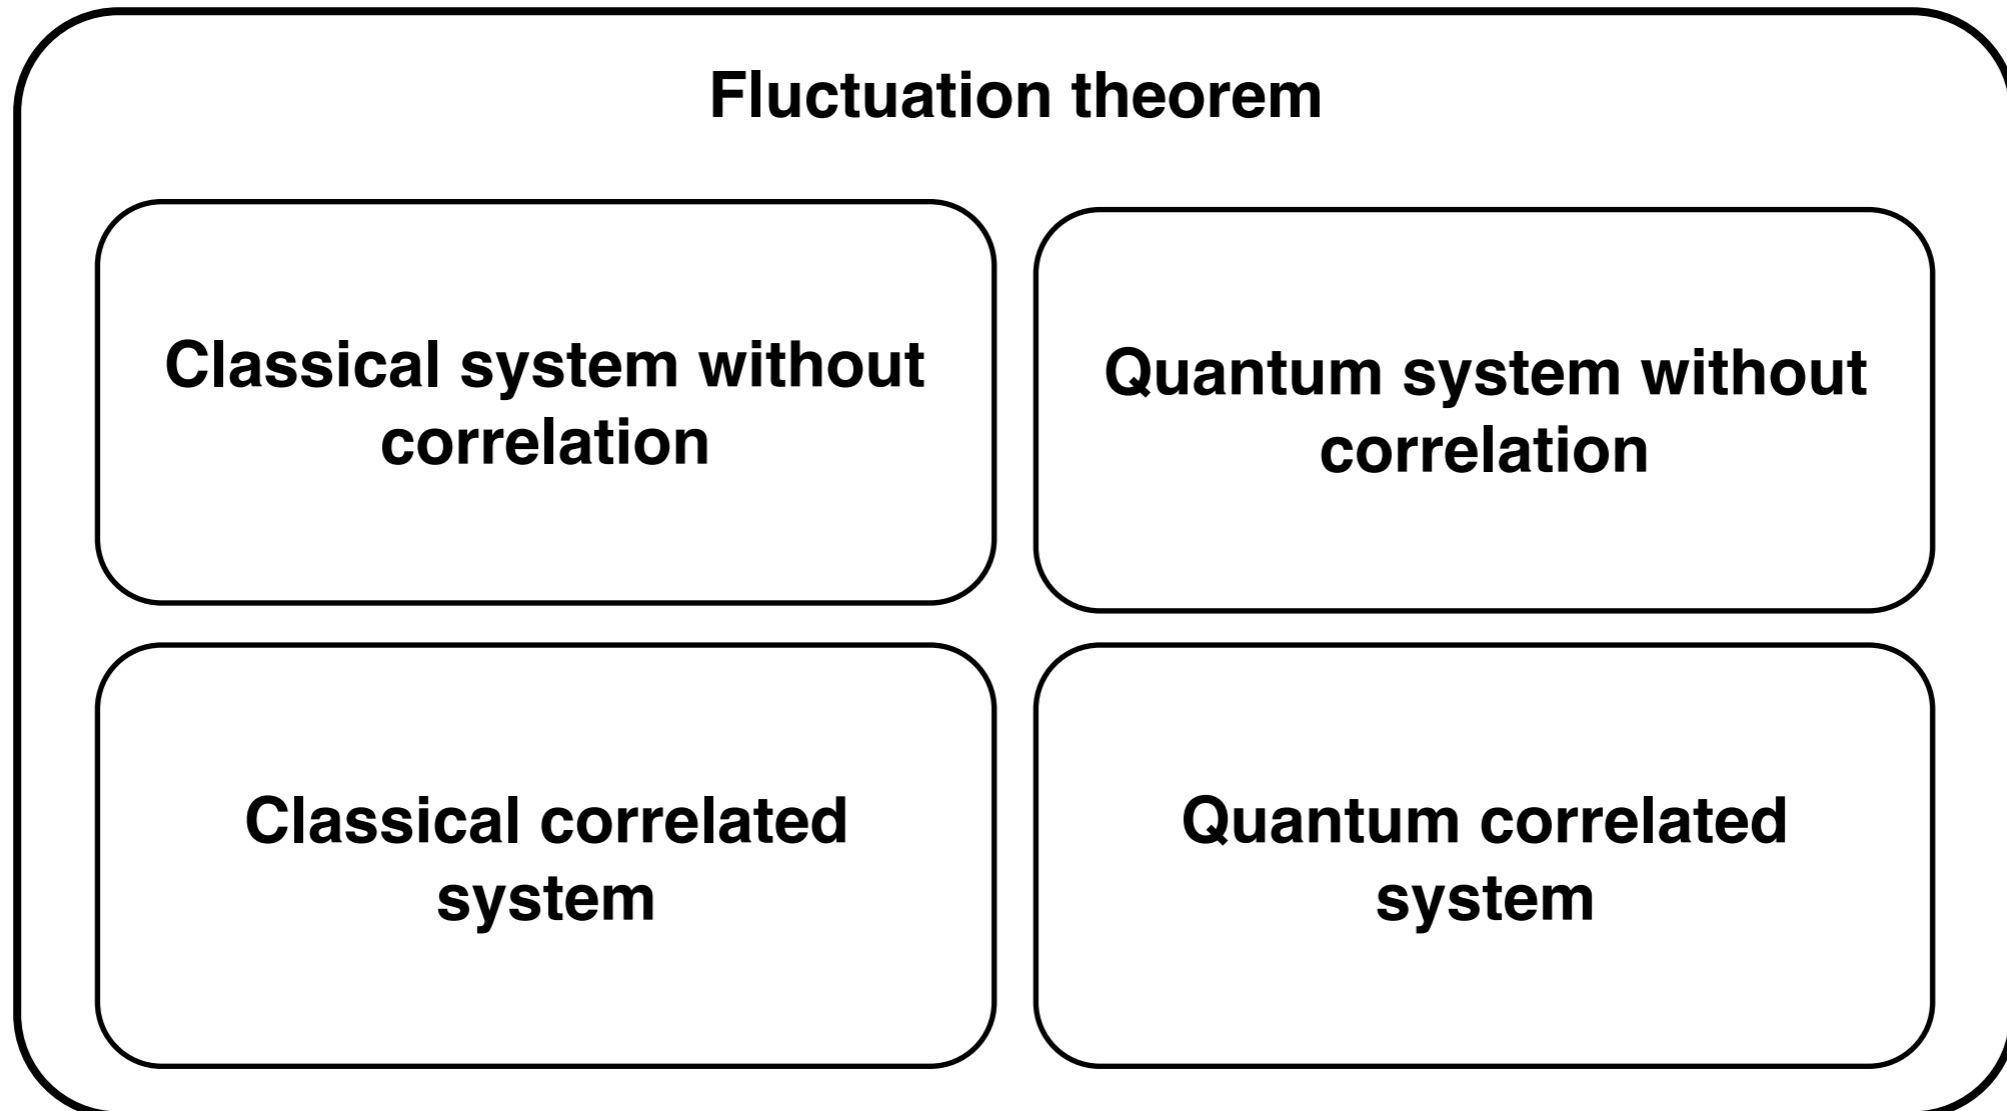 Fluctuation theorem
Classical system without
correlation
Quantum system without
correlation
Classical correlated
system
Quantum correlated
system